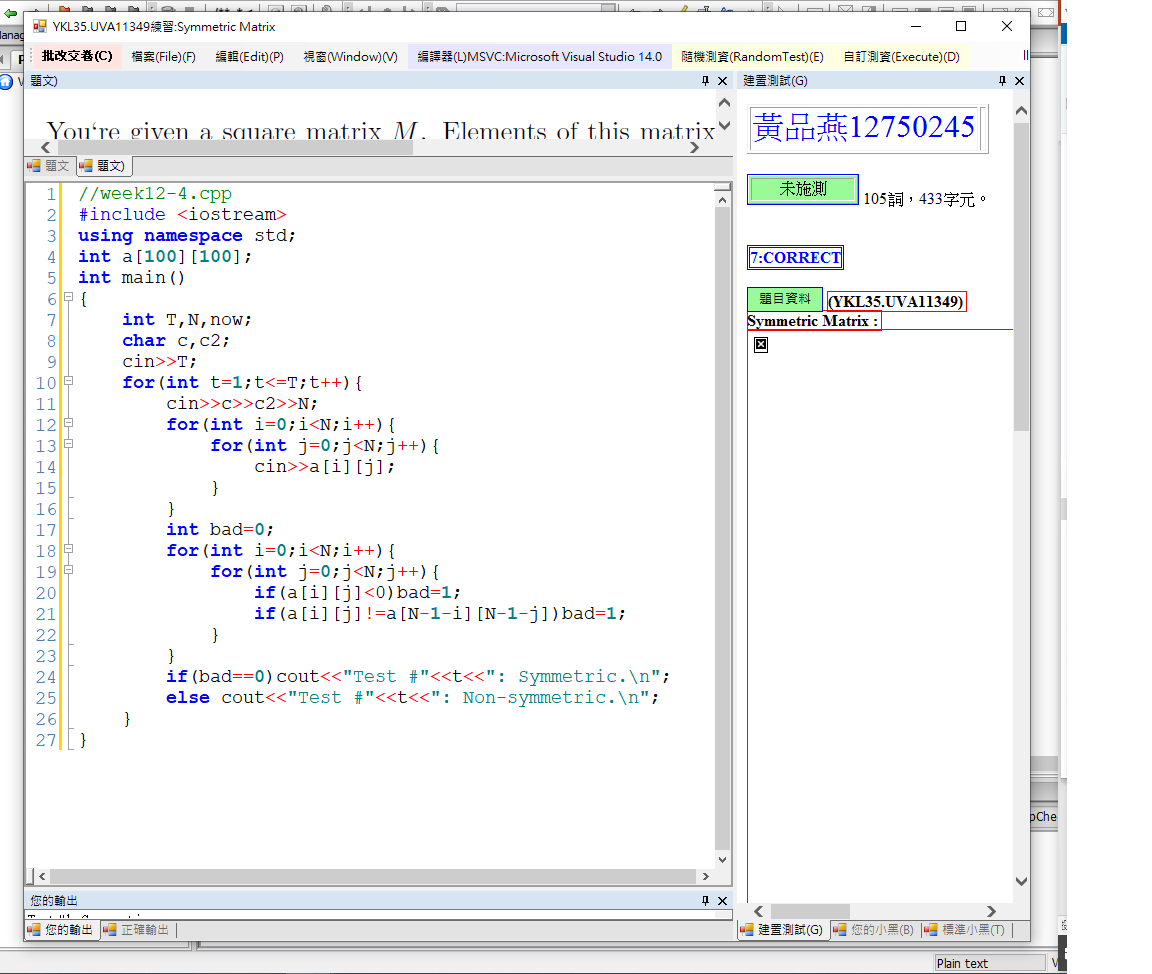 YKL35.UVA11349練習:Symmetric Matrix
批改交卷(C) 檔案(File)(F) 編輯(Edit)(P) 視窗(Window)(V) 編譯器(L)MSVC:Microsoft Visual Studio 14.0 隨機測資(RandomTest)(E) 自訂測資(Execute)(D)
題文)
You‘re given a square matrix M. Elements of this matrix
題文 題文)
1 //week12-4.cpp
2 #include <iostream>
3 using namespace std;
4 int a[100][100];
5 int main()
6 {
7 int T,N,now;
8 char c,c2;
9 cin>>T;
10 for(int t=1;t<=T;t++){
11 cin>>c>>c2>>N;
12 for(int i=0;i<N;i++){
13 for(int j=0;j<N;j++){
14 cin>>a[i][j];
15 }
16 }
17 int bad=0;
18 for(int i=0;i<N;i++){
19 for(int j=0;j<N;j++){
20 if(a[i][j]<0)bad=1;
21 if(a[i][j]!=a[N-1-i][N-1-j])bad=1;
22 }
23 }
24 if(bad==0)cout<<"Test #"<<t<<": Symmetric.\n";
25 else cout<<"Test #"<<t<<": Non-symmetric.\n";
26 }
27 }
您的輸出
您的輸出 正確輸出
建置測試(G)
黃品燕12750245
未施測 105詞，433字元。
7:CORRECT
題目資料 (YKL35.UVA11349)
Symmetric Matrix :
建置測試(G) 您的小黑(B) 標準小黑(T)
Plain text